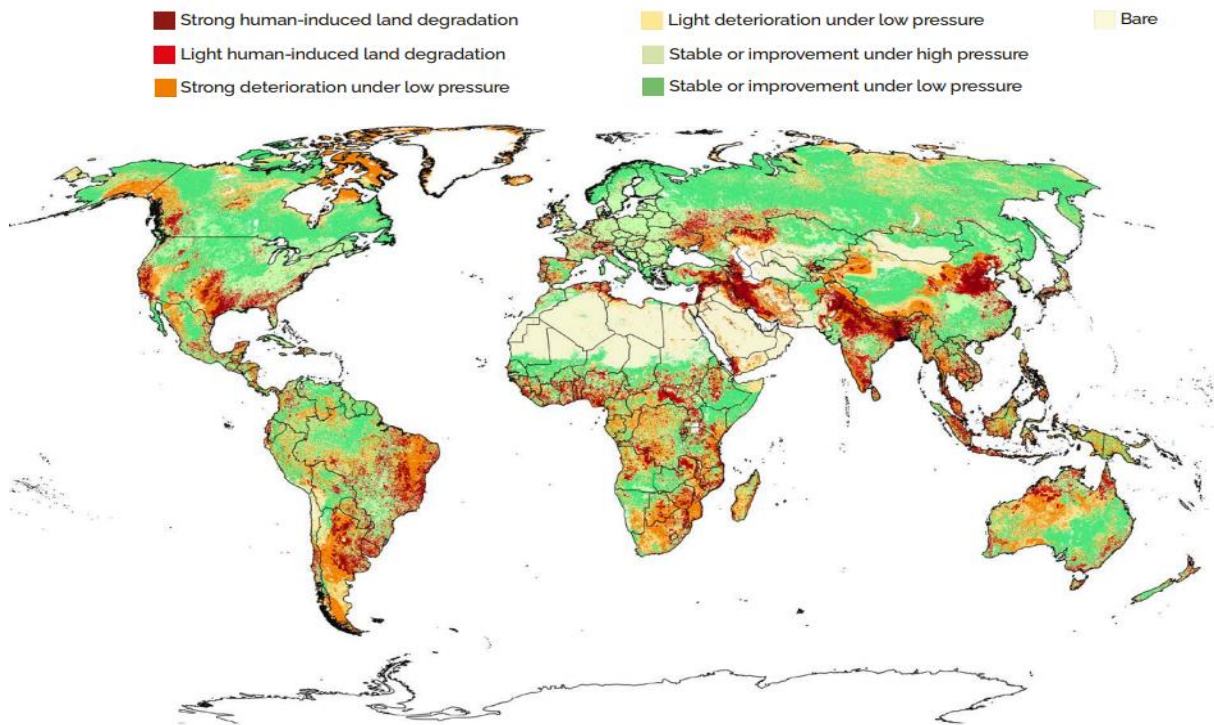 Strong human-induced land degradation
Light human-induced land degradation
Strong deterioration under low pressure
Light deterioration under low pressure
Stable or improvement under high pressure
Stable or improvement under low pressure
Bare